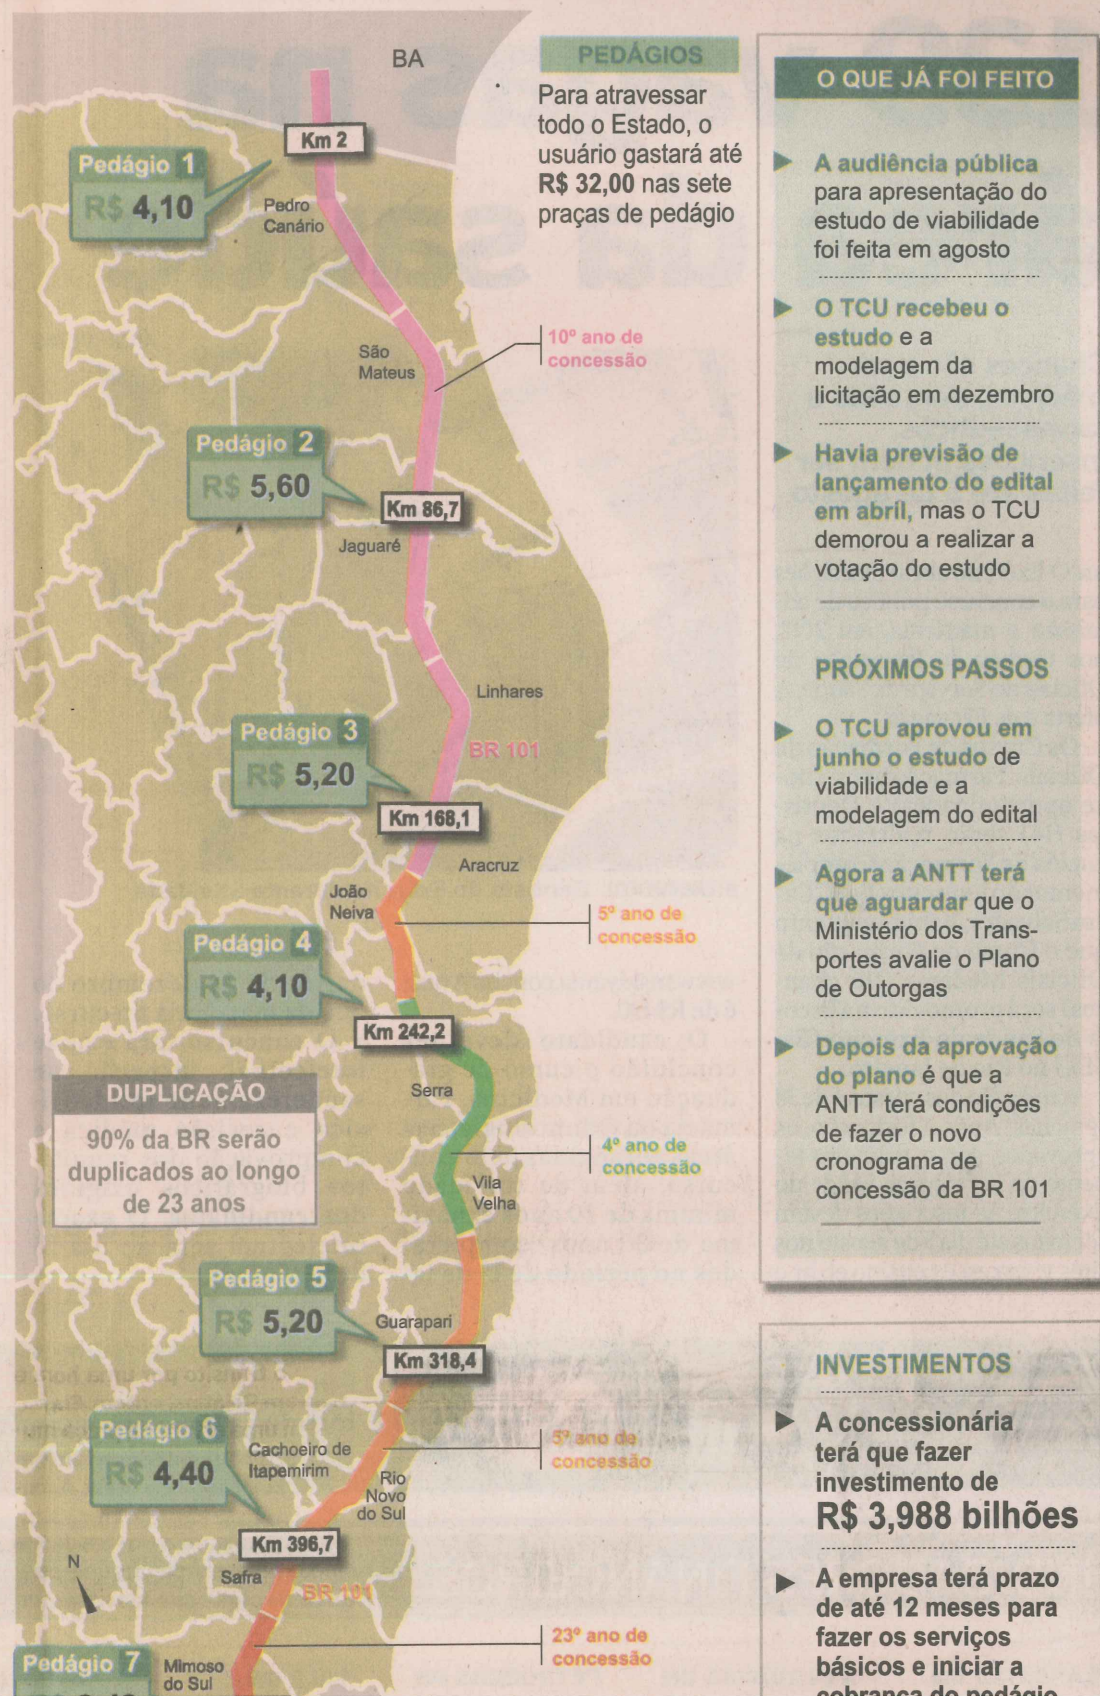 BA
Km 2
Pedágio 1
R$ 4,10
Pedro
Canário
PEDÁGIOS
Para atravessar
todo o Estado, o
usuário gastará até
R$ 32,00 nas sete
praças de pedágio
10º ano de
concessão
São
Mateus
Pedágio 2
R$ 5,60
Km 86,7
Jaguaré
Linhares
Pedágio 3
R$ 5,20
BR 101
Km 168,1
Aracruz
João
Neiva
5º ano de
concessão
Pedágio 4
R$ 4,10
Km 242,2
Serra
DUPLICAÇÃO
90% da BR serão
duplicados ao longo
de 23 anos
4º ano de
concessão
Vila
Velha
Pedágio 5
R$ 5,20
Guarapari
Km 318,4
Pedágio 6
R$ 4,40
Cachoeiro de
Itapemirim
5º ano de
concessão
Rio
Novo
do Sul
Km 396,7
N
Safra
BR 101
23º ano de
concessão
Pedágio 7
Mimoso
do Sul
O QUE JÁ FOI FEITO
A audiência pública
para apresentação do
estudo de viabilidade
foi feita em agosto
O TCU recebeu o
estudo e a
modelagem da
licitação em dezembro
Havia previsão de
lançamento do edital
em abril, mas o TCU
demorou a realizar a
votação do estudo
PRÓXIMOS PASSOS
O TCU aprovou em
junho o estudo de
viabilidade e a
modelagem do edital
Agora a ANTT terá
que aguardar que o
Ministério dos Trans-
portes avalie o Plano
de Outorgas
Depois da aprovação
do plano é que a
ANTT terá condições
de fazer o novo
cronograma de
concessão da BR 101
INVESTIMENTOS
A concessionária
terá que fazer
investimento de
R$ 3,988 bilhões
A empresa terá prazo
de até 12 meses para
fazer os serviços
básicos e iniciar a
cobrança do pedágio